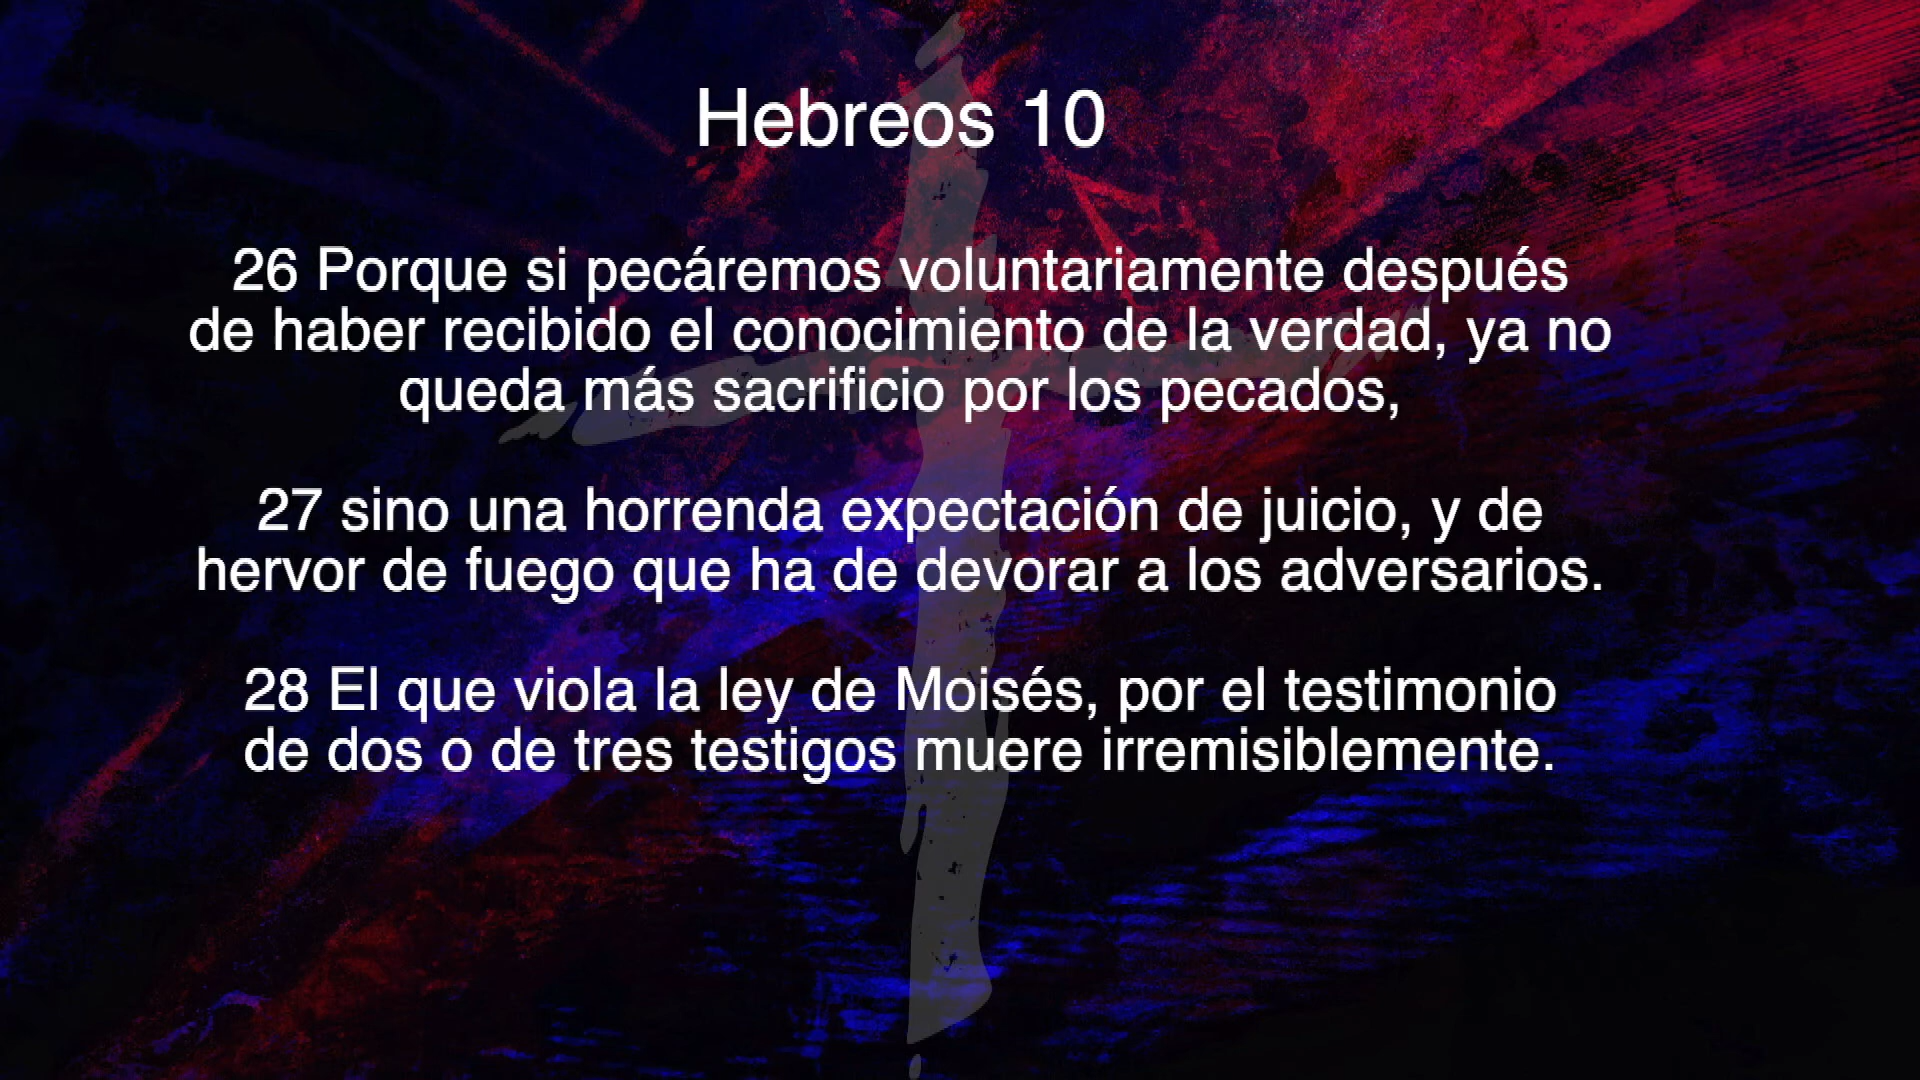 Hebreos 10
26 Porque si pecáremos voluntariamente después
de haber recibido el conocimiento de la verdad, ya no
queda más sacrificio por los pecados,
27 sino una horrenda expectación de juicio, y de
hervor de fuego que ha de devorar a los adversarios.
28 El que viola la ley de Moisés, por el testimonio
de dos o de tres testigos muere irremisiblemente.